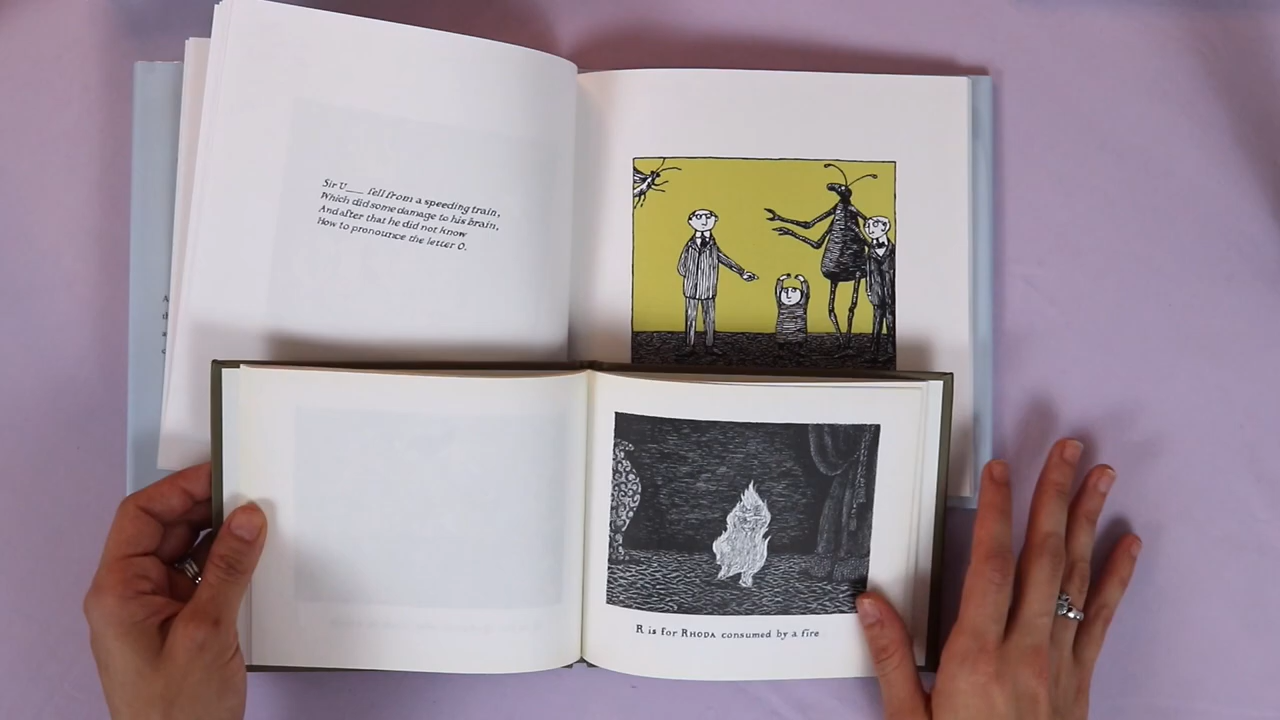 Sir U___ fell from a speeding train,
Which did some damage to his brain,
And after that he did not know
How to pronounce the letter O.
R is for RHODA consumed by a fire